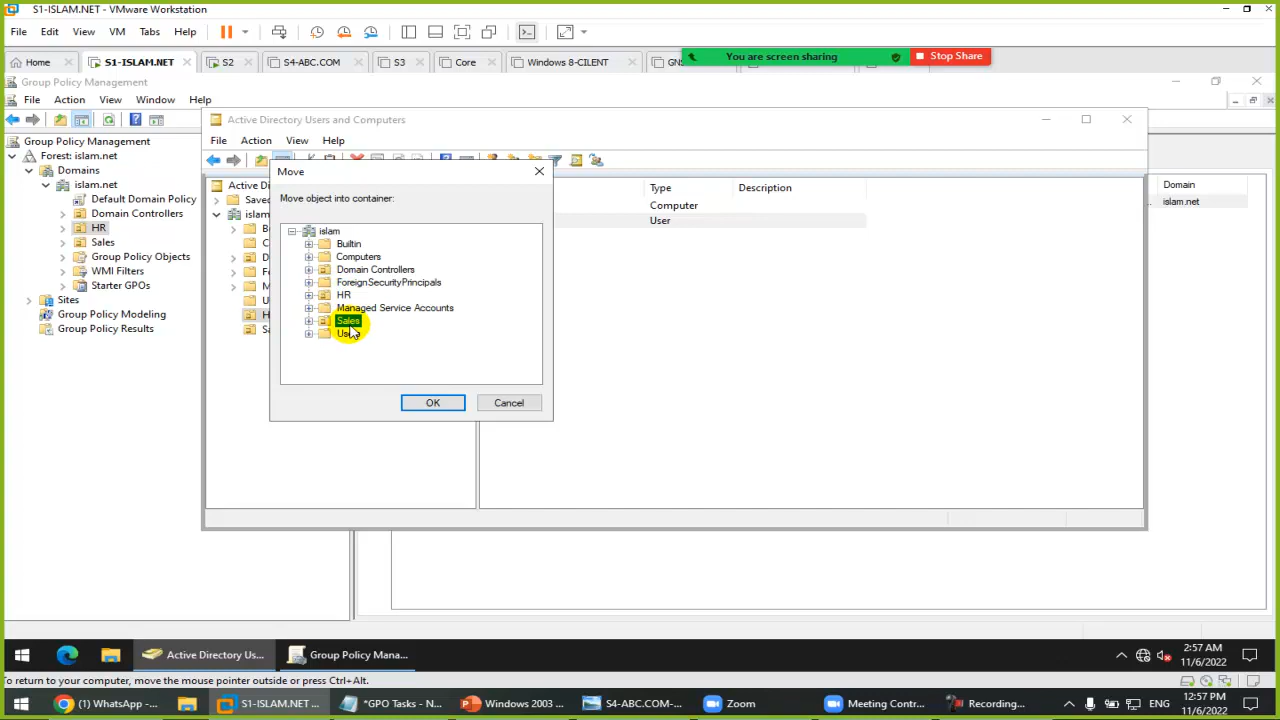 S1-ISLAM.NET - VMware Workstation
File Edit View VM Tabs Help
Home S1-ISLAM.NET S2 S4-ABC.COM S3 Core Windows 8-CILENT GNS
You are screen sharing
Stop Share
Group Policy Management
File Action View Window Help
Group Policy Management
Forest: islam.net
Domains
islam.net
Default Domain Policy
Domain Controllers
HR
Sales
Group Policy Objects
WMI Filters
Starter GPOs
Sites
Group Policy Modeling
Group Policy Results
Active Directory Users and Computers
File Action View Help
Active Di
Saved
islam
B
C
D
F
M
U
H
Sa
Move
Move object into container:
islam
Builtin
Computers
Domain Controllers
ForeignSecurityPrincipals
HR
Managed Service Accounts
Sales
OK
Cancel
Type Description
Computer
User
Domain
islam.net
Active Directory Us...
Group Policy Mana...
2:57 AM
11/6/2022
To return to your computer, move the mouse pointer outside or press Ctrl+Alt.
(1) WhatsApp -... S1-ISLAM.NET ... *GPO Tasks - N... Windows 2003 ... S4-ABC.COM-... Zoom Meeting Contr... Recording...
ENG
12:57 PM
11/6/2022